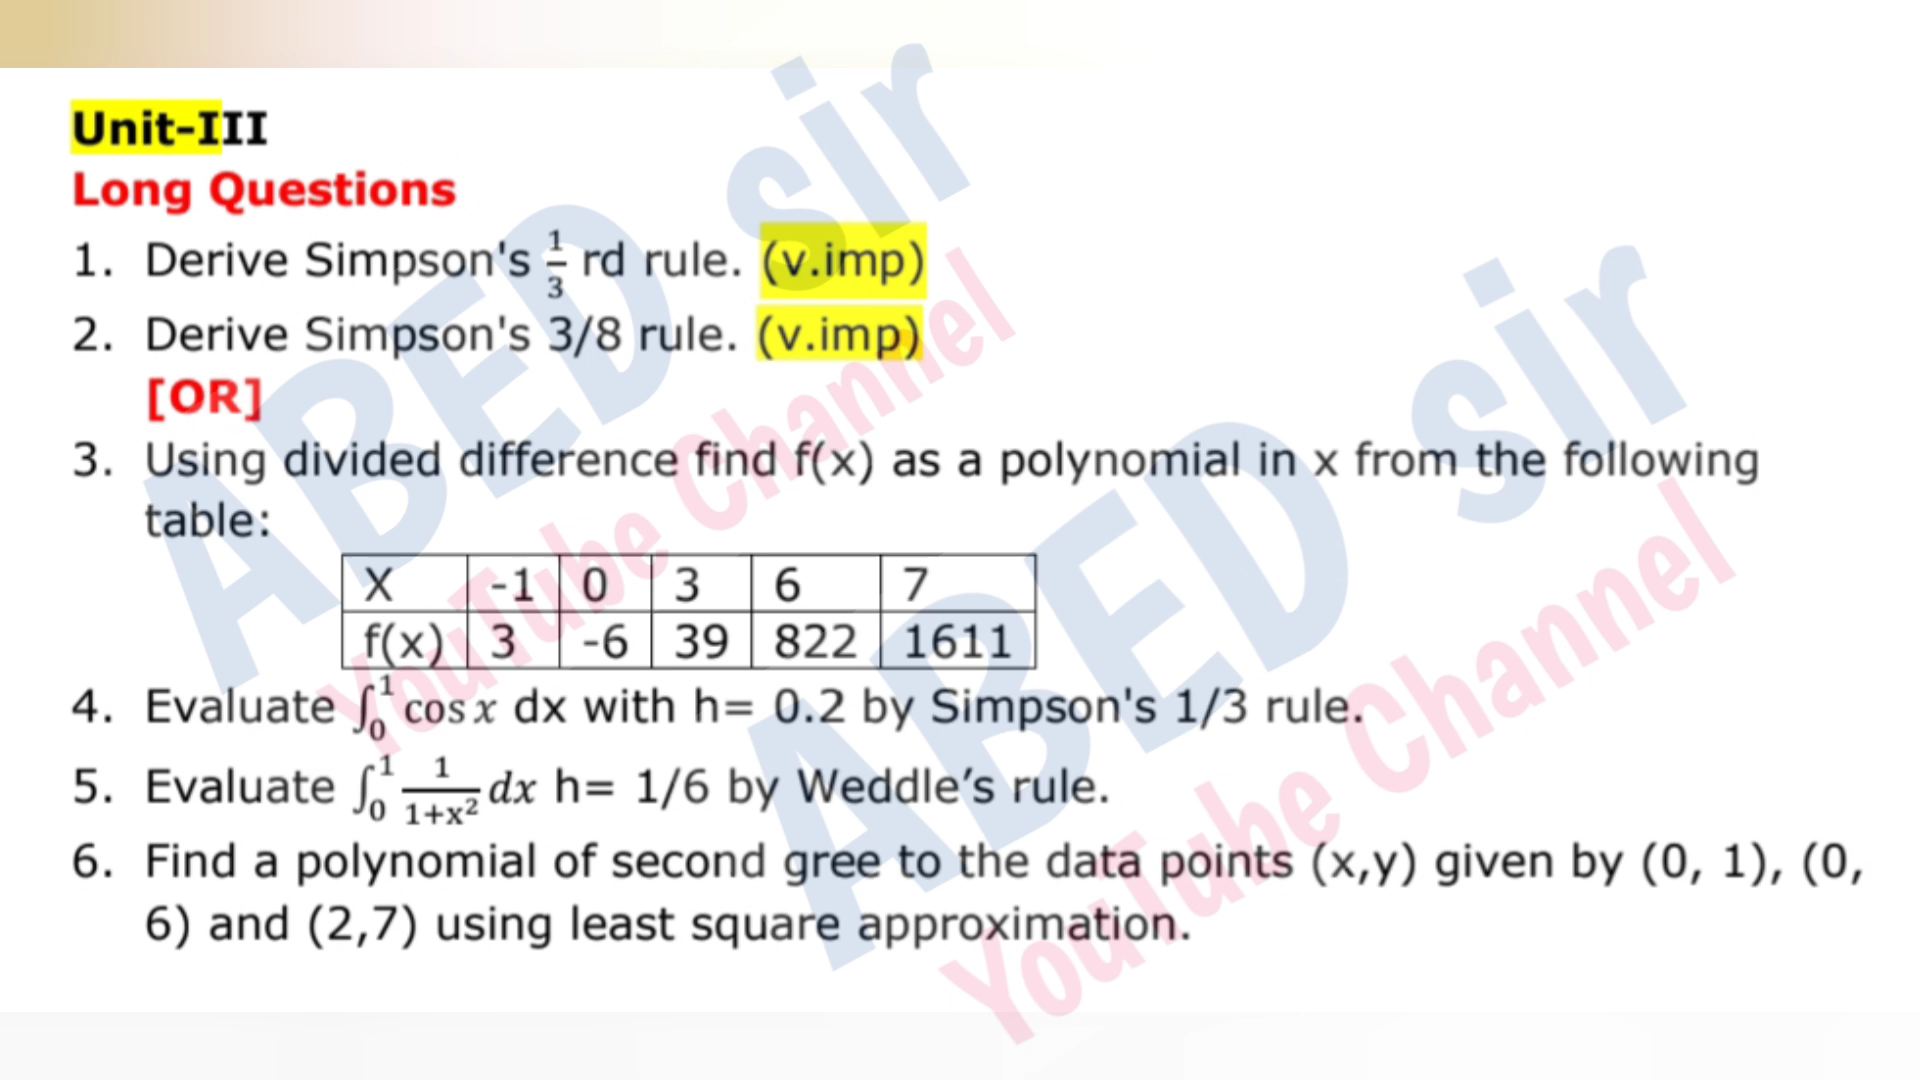 Unit-III
Long Questions
1. Derive Simpson's 1/3 rd rule. (v.imp)
2. Derive Simpson's 3/8 rule. (v.imp)
[OR]
3. Using divided difference find f(x) as a polynomial in x from the following
table:
X -1 0 3 6 7
f(x) 3 -6 39 822 1611
4. Evaluate ∫₀¹ cos x dx with h= 0.2 by Simpson's 1/3 rule.
5. Evaluate ∫₀¹ 1/(1+x²) dx h= 1/6 by Weddle’s rule.
6. Find a polynomial of second gree to the data points (x,y) given by (0, 1), (0,
6) and (2,7) using least square approximation.
ABED sir
YouTube Channel
ABED sir
YouTube Channel